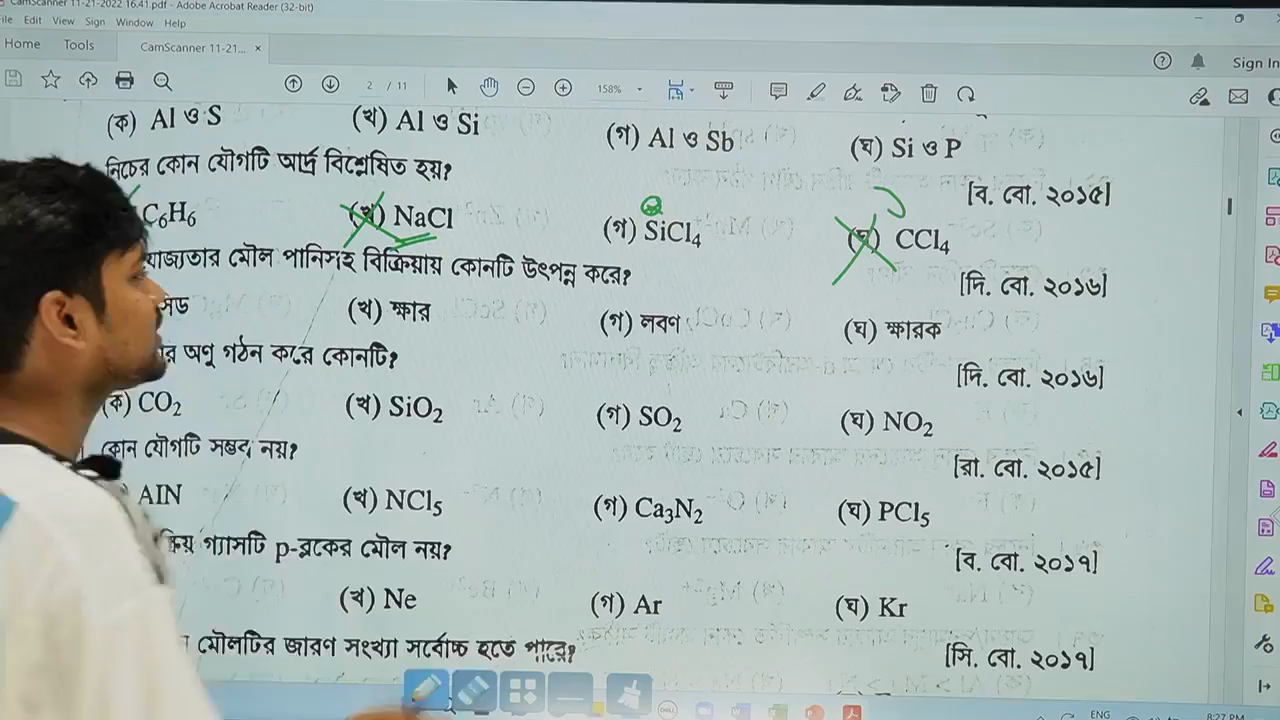 CamScanner 11-21-2022 16.41.pdf - Adobe Acrobat Reader (32-bit)
File Edit View Sign Window Help
Home Tools CamScanner 11-21... × Sign In
2 / 11 158%
(ক) Al ও S (খ) Al ও Si (গ) Al ও Sb (ঘ) Si ও P
নিচের কোন যৌগটি আর্দ্র বিশ্লেষিত হয়? [ব. বো. ২০১৫]
C₆H₆ (খ) NaCl (গ) SiCl₄ (ঘ) CCl₄
যোজ্যতার মৌল পানিসহ বিক্রিয়ায় কোনটি উৎপন্ন করে? [দি. বো. ২০১৬]
(খ) ক্ষার (গ) লবণ (ঘ) ক্ষারক
অণু গঠন করে কোনটি? [দি. বো. ২০১৬]
(ক) CO₂ (খ) SiO₂ (গ) SO₂ (ঘ) NO₂
কোন যৌগটি সম্ভব নয়? [রা. বো. ২০১৫]
AlN (খ) NCl₅ (গ) Ca₃N₂ (ঘ) PCl₅
গ্যাসটি p-ব্লকের মৌল নয়? [ব. বো. ২০১৭]
(খ) Ne (গ) Ar (ঘ) Kr
মৌলটির জারণ সংখ্যা সর্বোচ্চ হতে পারে? [সি. বো. ২০১৭]
ENG
8:27 PM